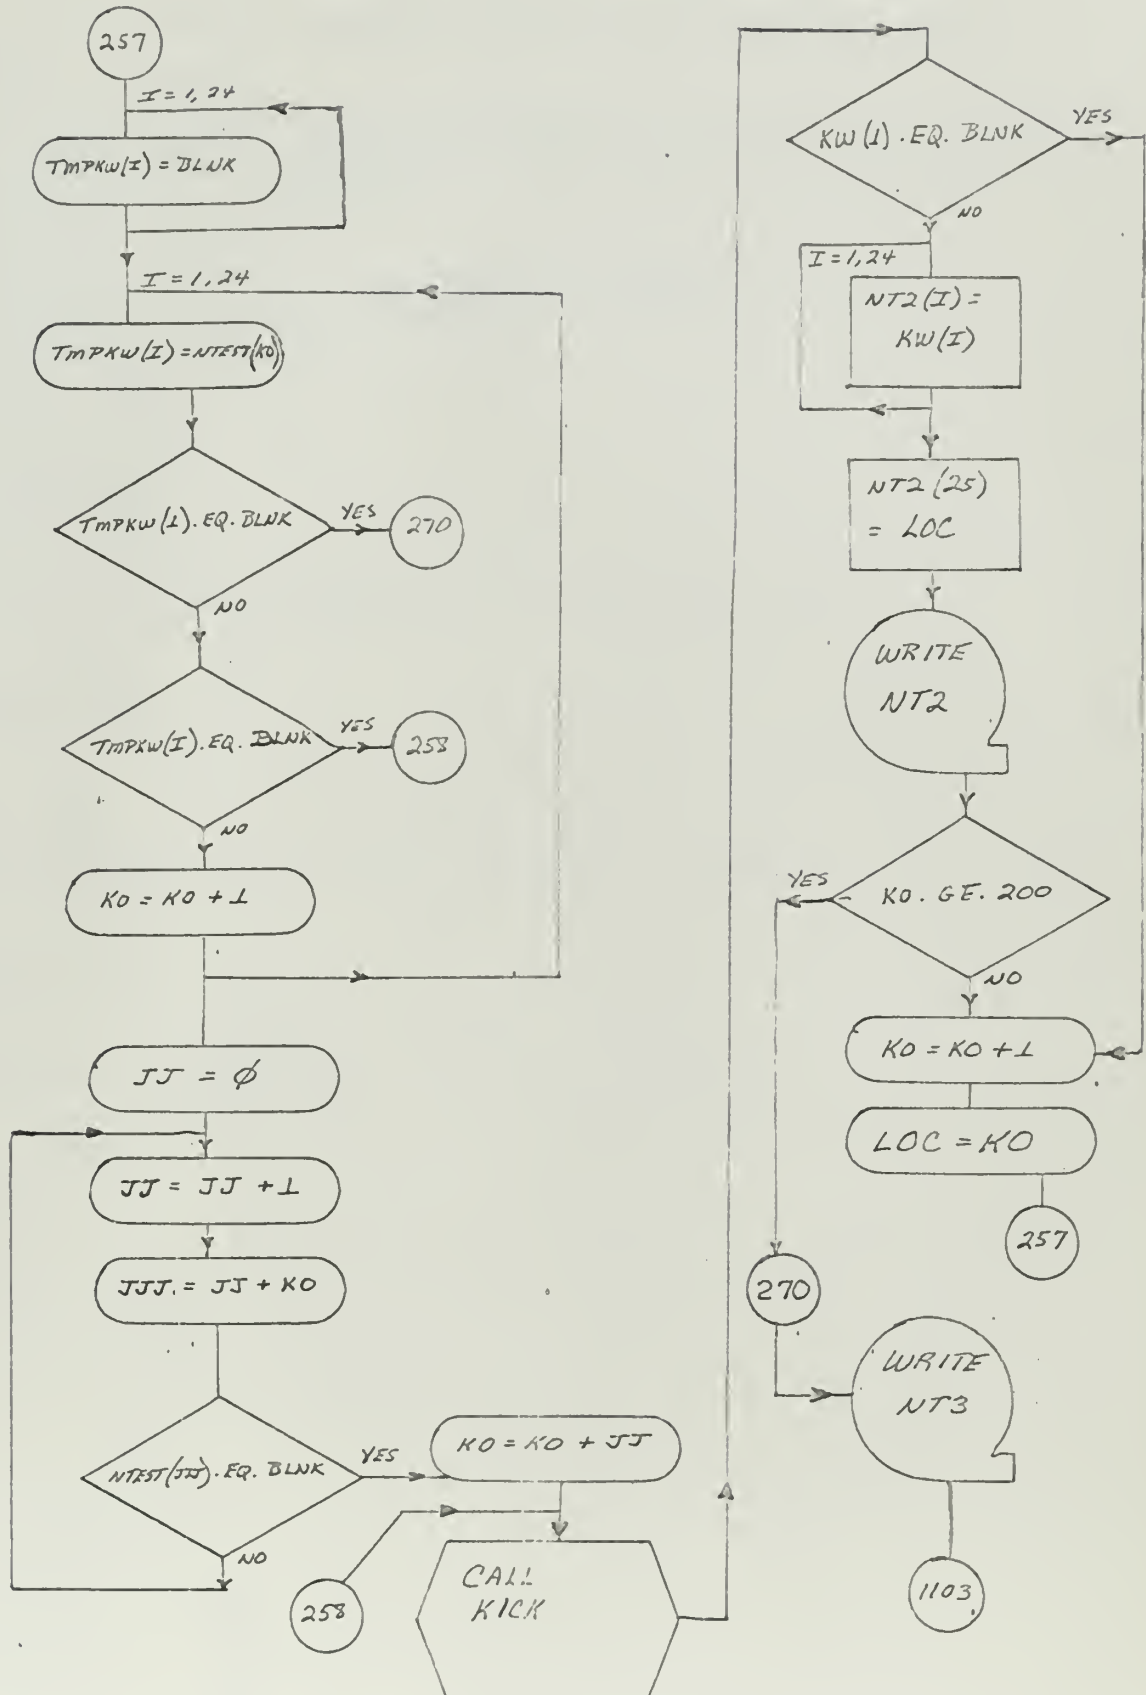 257
I = 1, 24
TMPKW(I) = BLNK
I = 1, 24
TMPKW(I) = NTEST(KO)
TMPKW(1).EQ. BLNK
YES
270
NO
TMPKW(I).EQ. BLNK
YES
258
NO
KO = KO + 1
JJ = Ø
JJ = JJ + 1
JJJ = JJ + KO
NTEST(JJJ).EQ. BLNK
YES
NO
KO = KO + JJ
258
CALL
KICK
KW(1).EQ. BLNK
YES
NO
I = 1, 24
NT2(I) =
KW(I)
NT2(25)
= LOC
WRITE
NT2
KO. GE. 200
YES
NO
KO = KO + 1
LOC = KO
257
270
WRITE
NT3
1103